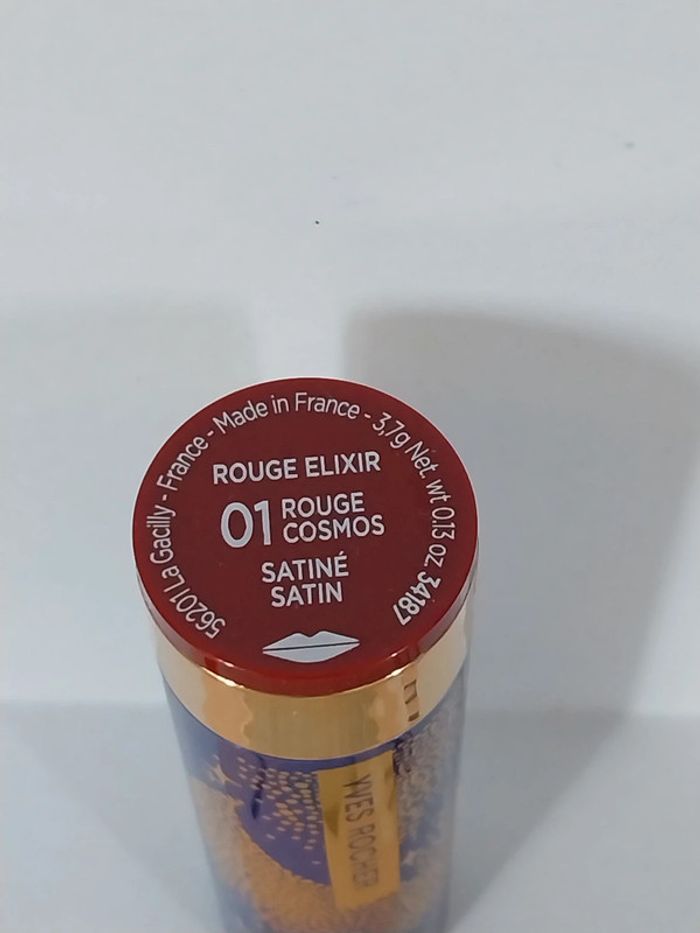 56201 La Gacilly - France - Made in France - 3,7g Net. wt 0.13 oz 34187
ROUGE ELIXIR
01 ROUGE
COSMOS
SATINÉ
SATIN
YVES ROCHER